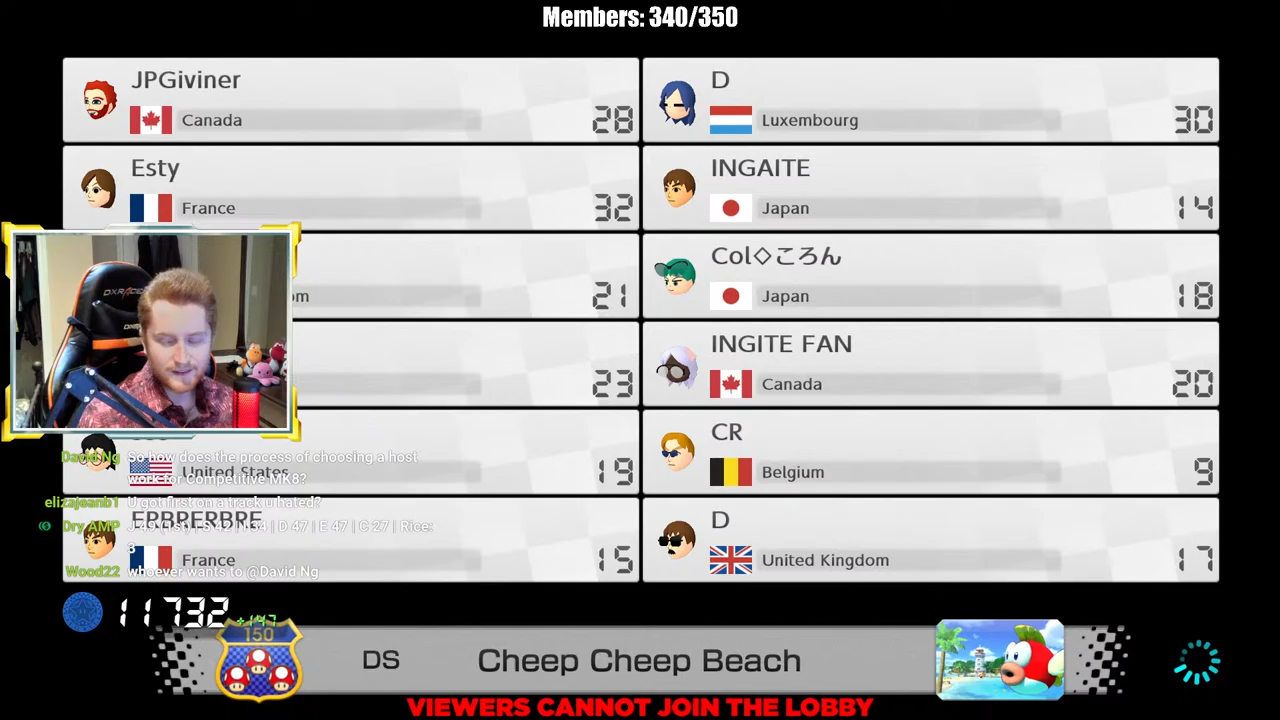 Members: 340/350
JPGiviner
Canada
28
D
Luxembourg
30
Esty
France
32
INGAITE
Japan
14
om
21
Col◇ころん
Japan
18
23
INGITE FAN
Canada
20
United States
19
CR
Belgium
9
David Ng So how does the process of choosing a host
work for Competitive MK8?
elizajeanb1 U got first on a track u hated?
EPBRERBRE
France
15
D
United Kingdom
17
Dry AMP
3
Wood22 whoever wants to @David Ng
11732
+147
150
DS Cheep Cheep Beach
VIEWERS CANNOT JOIN THE LOBBY